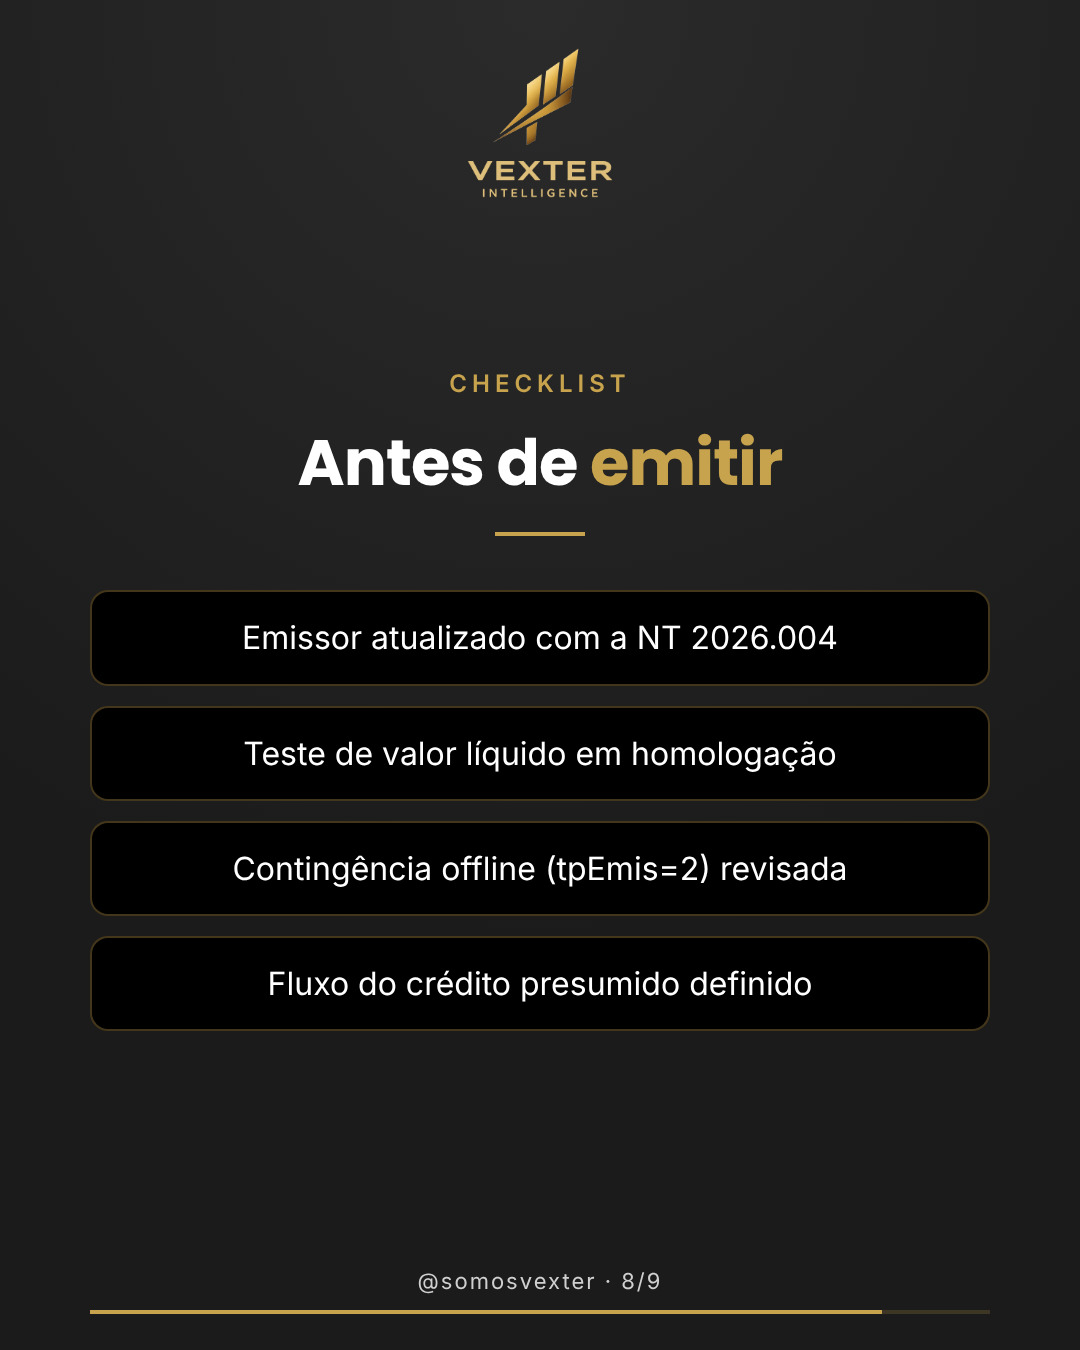 VEXTER
INTELLIGENCE
CHECKLIST
Antes de emitir
Emissor atualizado com a NT 2026.004
Teste de valor líquido em homologação
Contingência offline (tpEmis=2) revisada
Fluxo do crédito presumido definido
@somosvexter · 8/9